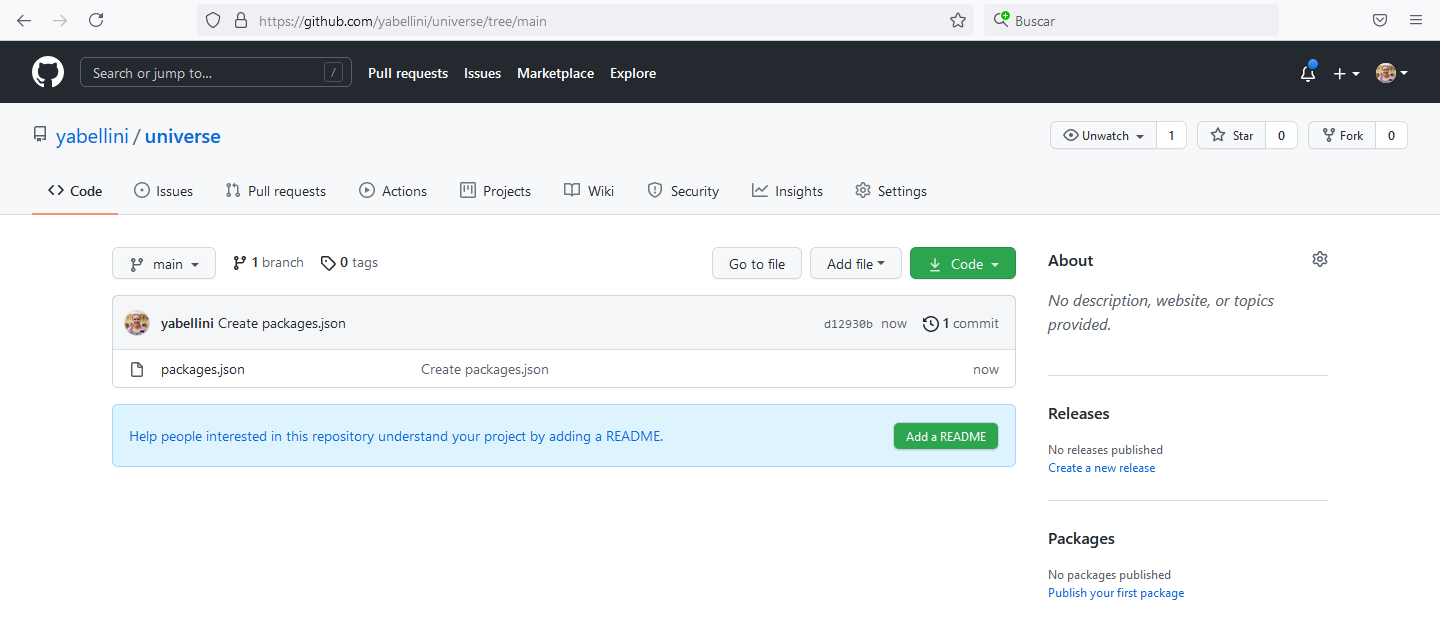 https://github.com/yabellini/universe/tree/main
Buscar
Search or jump to...
/
Pull requests Issues Marketplace Explore
yabellini / universe
Unwatch 1 Star 0 Fork 0
Code Issues Pull requests Actions Projects Wiki Security Insights Settings
main 1 branch 0 tags Go to file Add file Code
yabellini Create packages.json d12930b now 1 commit
packages.json Create packages.json now
Help people interested in this repository understand your project by adding a README. Add a README
About
No description, website, or topics
provided.
Releases
No releases published
Create a new release
Packages
No packages published
Publish your first package